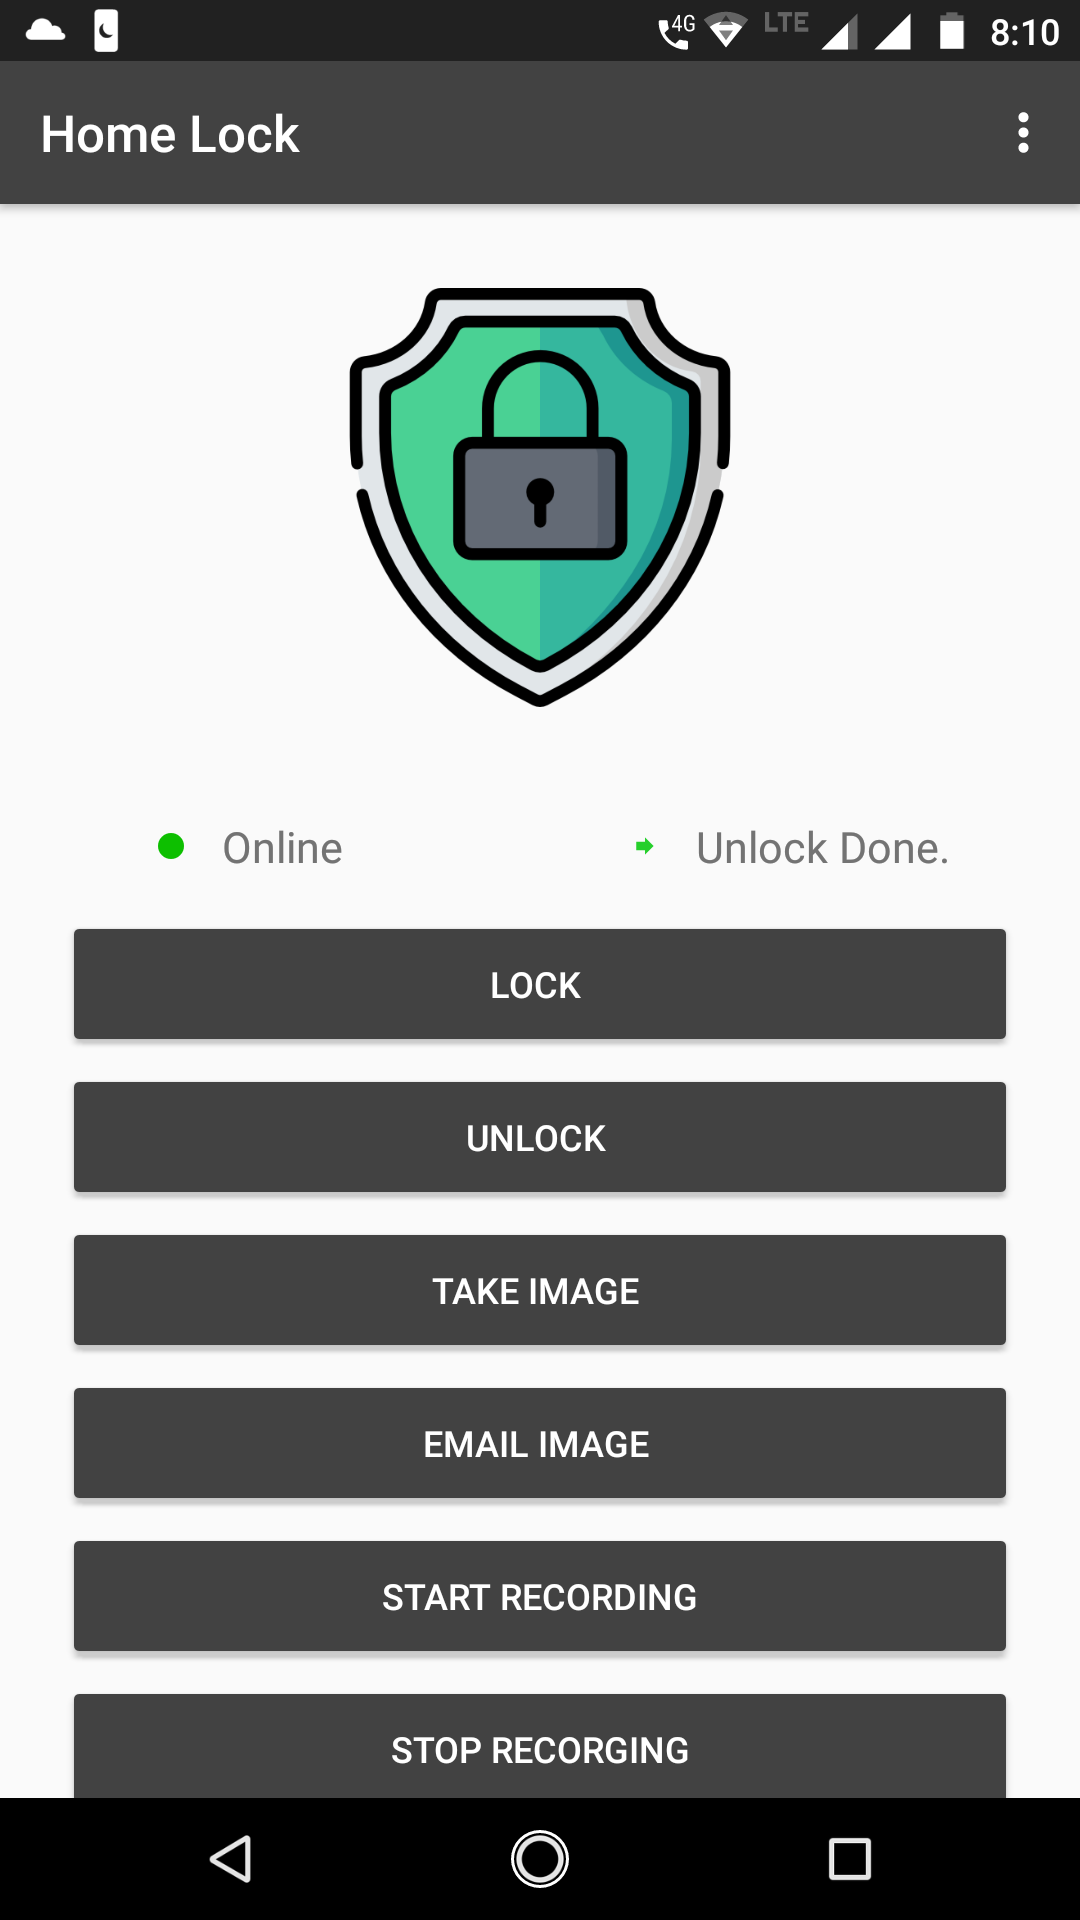 4G LTE 8:10
Home Lock
Online Unlock Done.
LOCK
UNLOCK
TAKE IMAGE
EMAIL IMAGE
START RECORDING
STOP RECORGING